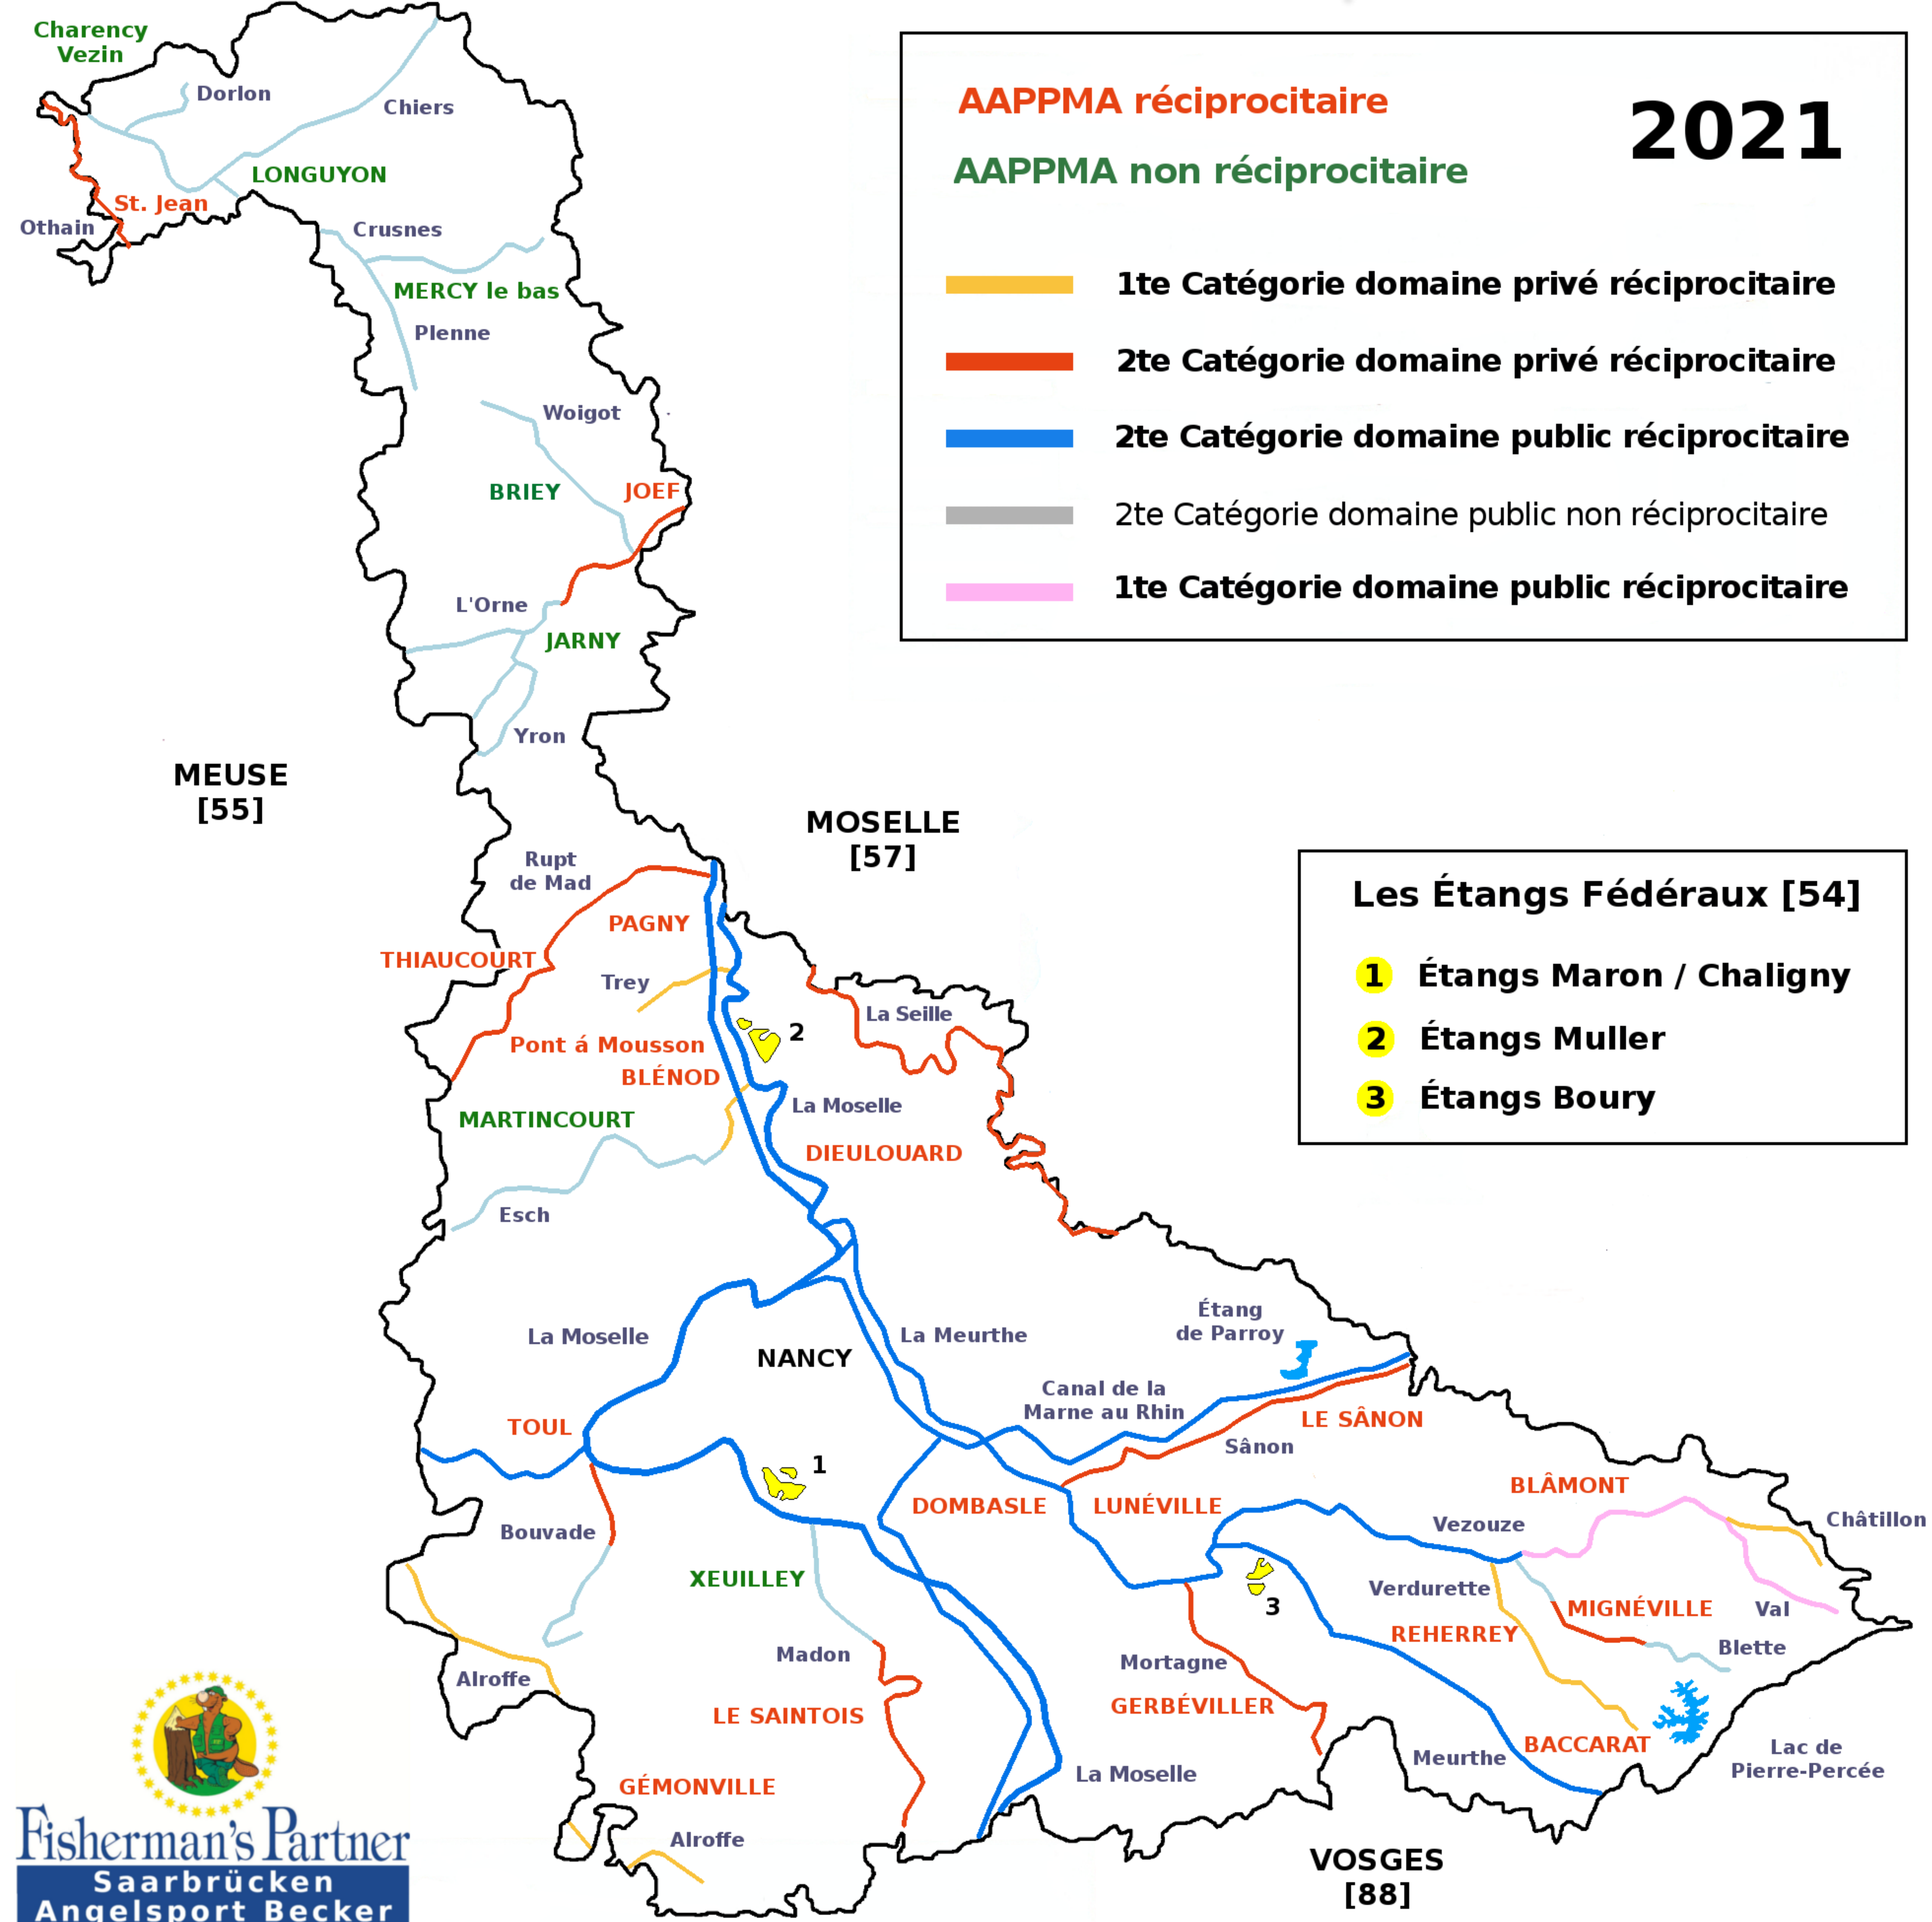 Charency
Vezin
Dorlon
Chiers
LONGUYON
St. Jean
Othain
Crusnes
MERCY le bas
Plenne
Woigot
BRIEY
JOEF
L'Orne
JARNY
Yron
AAPPMA réciprocitaire
2021
AAPPMA non réciprocitaire
1te Catégorie domaine privé réciprocitaire
2te Catégorie domaine privé réciprocitaire
2te Catégorie domaine public réciprocitaire
2te Catégorie domaine public non réciprocitaire
1te Catégorie domaine public réciprocitaire
MEUSE
[55]
MOSELLE
[57]
Les Étangs Fédéraux [54]
1 Étangs Maron / Chaligny
2 Étangs Muller
3 Étangs Boury
Rupt
de Mad
PAGNY
THIAUCOURT
Trey
La Seille
2
Pont á Mousson
BLÉNOD
La Moselle
MARTINCOURT
DIEULOUARD
Esch
La Moselle
NANCY
La Meurthe
Étang
de Parroy
Canal de la
Marne au Rhin
LE SÂNON
Sânon
TOUL
1
DOMBASLE
LUNÉVILLE
BLÂMONT
Châtillon
Vezouze
Bouvade
XEUILLEY
Verdurette
3
MIGNÉVILLE
Val
REHERREY
Blette
Madon
Mortagne
Alroffe
LE SAINTOIS
GERBÉVILLER
BACCARAT
Meurthe
Lac de
Pierre-Percée
La Moselle
GÉMONVILLE
Alroffe
VOSGES
[88]
Fisherman's Partner
Saarbrücken
Angelsport Becker